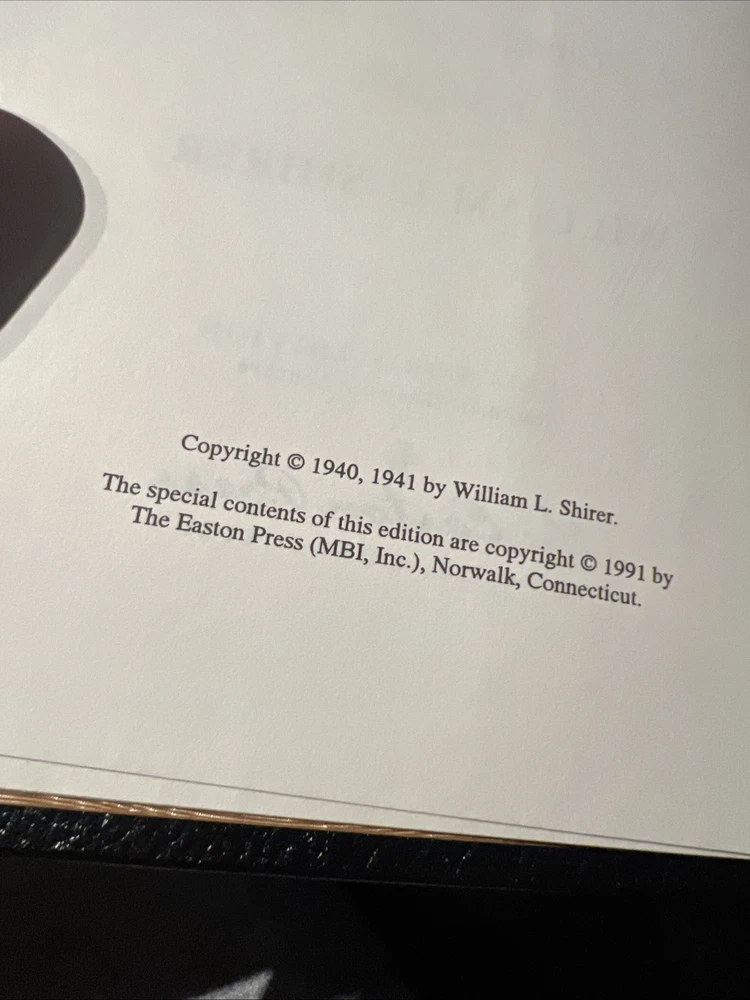 Copyright © 1940, 1941 by William L. Shirer.
The special contents of this edition are copyright © 1991 by
The Easton Press (MBI, Inc.), Norwalk, Connecticut.